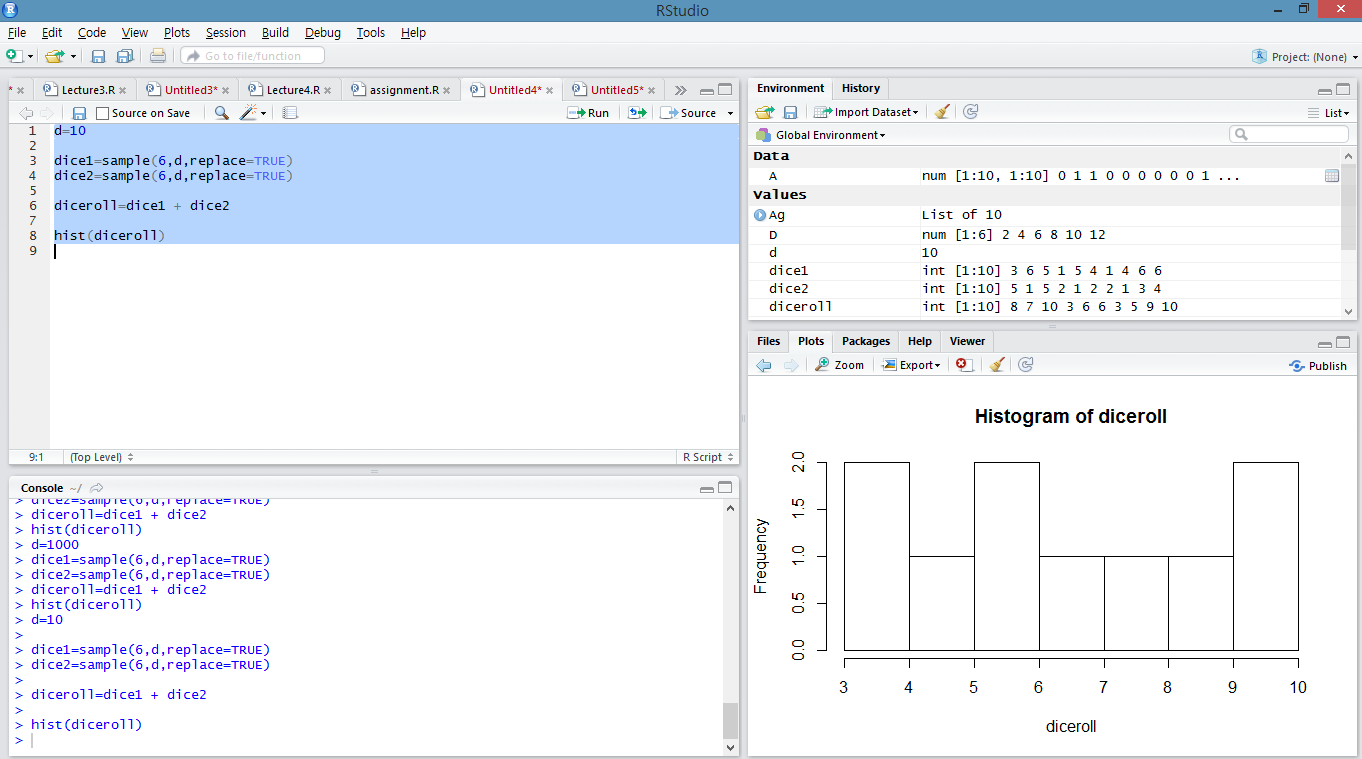 RStudio
File Edit Code View Plots Session Build Debug Tools Help
Go to file/function
Project: (None)
* Lecture3.R Untitled3* Lecture4.R assignment.R Untitled4* Untitled5*
Source on Save Run Source
1 d=10
2
3 dice1=sample(6,d,replace=TRUE)
4 dice2=sample(6,d,replace=TRUE)
5
6 diceroll=dice1 + dice2
7
8 hist(diceroll)
9
9:1 (Top Level) R Script
Console ~/
> dice2=sample(6,d,replace=TRUE)
> diceroll=dice1 + dice2
> hist(diceroll)
> d=1000
> dice1=sample(6,d,replace=TRUE)
> dice2=sample(6,d,replace=TRUE)
> diceroll=dice1 + dice2
> hist(diceroll)
> d=10
>
> dice1=sample(6,d,replace=TRUE)
> dice2=sample(6,d,replace=TRUE)
>
> diceroll=dice1 + dice2
>
> hist(diceroll)
>
Environment History
Import Dataset List
Global Environment
Data
A num [1:10, 1:10] 0 1 1 0 0 0 0 0 0 1 ...
Values
Ag List of 10
D num [1:6] 2 4 6 8 10 12
d 10
dice1 int [1:10] 3 6 5 1 5 4 1 4 6 6
dice2 int [1:10] 5 1 5 2 1 2 2 1 3 4
diceroll int [1:10] 8 7 10 3 6 6 3 5 9 10
Files Plots Packages Help Viewer
Zoom Export Publish
Histogram of diceroll
Frequency
2.0
1.5
1.0
0.5
0.0
3 4 5 6 7 8 9 10
diceroll